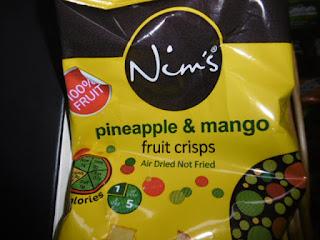 Nim's®
100%
FRUIT
pineapple & mango
fruit crisps
Air Dried Not Fried
1
5
calories